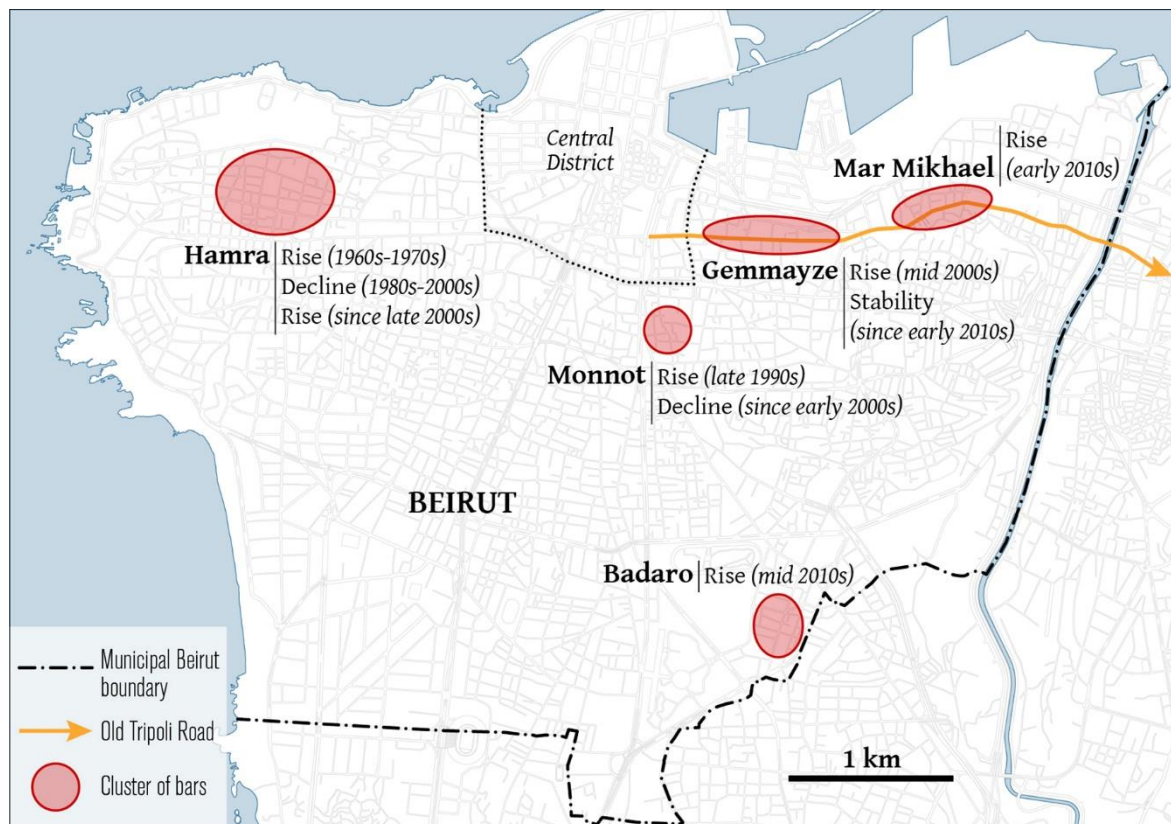 Central
District
Mar Mikhael
Rise
(early 2010s)
Hamra
Rise (1960s-1970s)
Decline (1980s-2000s)
Rise (since late 2000s)
Gemmayze
Rise (mid 2000s)
Stability
(since early 2010s)
Monnot
Rise (late 1990s)
Decline (since early 2000s)
BEIRUT
Badaro
Rise (mid 2010s)
Municipal Beirut
boundary
Old Tripoli Road
Cluster of bars
1 km